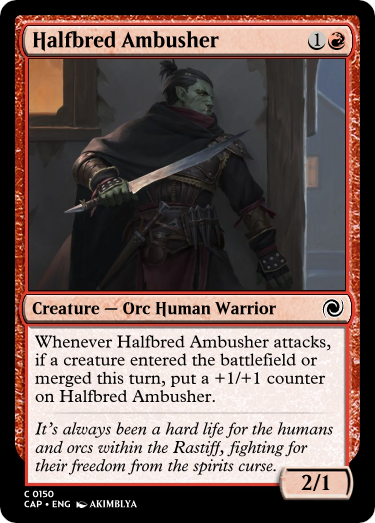 Halfbred Ambusher 1
Creature — Orc Human Warrior
Whenever Halfbred Ambusher attacks,
if a creature entered the battlefield or
merged this turn, put a +1/+1 counter
on Halfbred Ambusher.
It's always been a hard life for the humans
and orcs within the Rastiff, fighting for
their freedom from the spirits curse.
2/1
C 0150
CAP • ENG AKIMBLYA